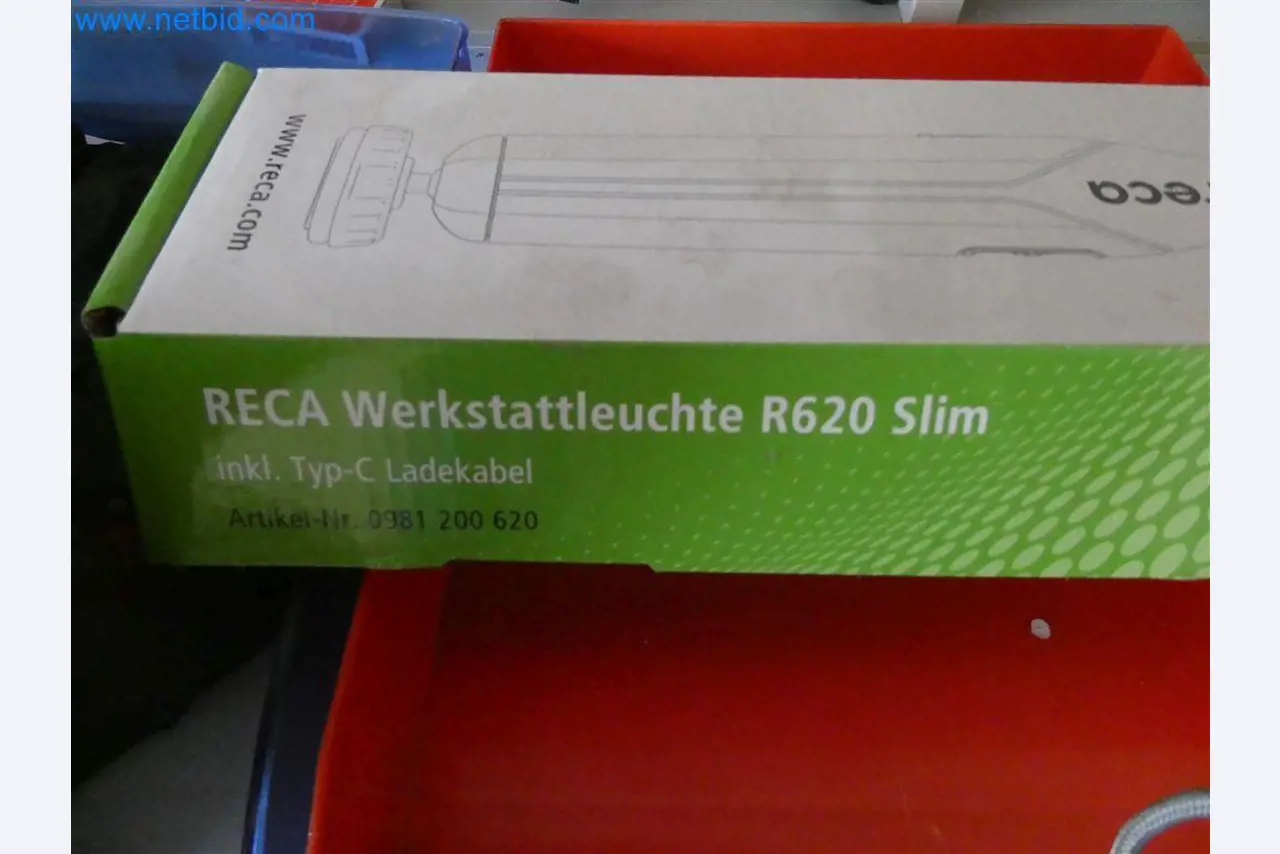 www.netbid.com
www.reca.com
reca
RECA Werkstattleuchte R620 Slim
inkl. Typ-C Ladekabel
Artikel-Nr. 0981 200 620